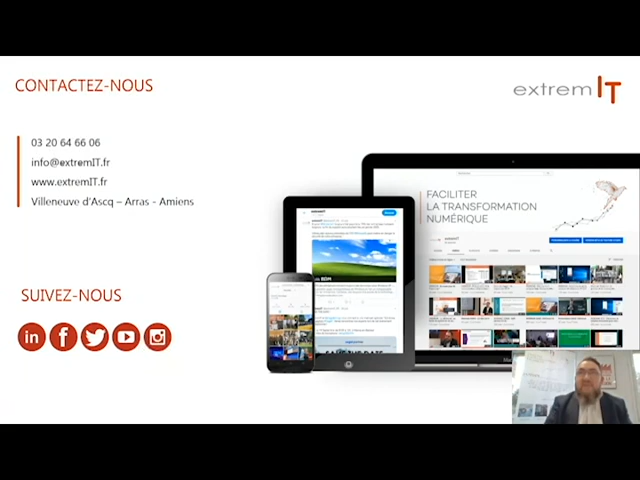 CONTACTEZ-NOUS
extremIT
03 20 64 66 06
info@extremIT.fr
www.extremIT.fr
Villeneuve d'Ascq – Arras - Amiens
FACILITER
LA TRANSFORMATION
NUMÉRIQUE
SUIVEZ-NOUS